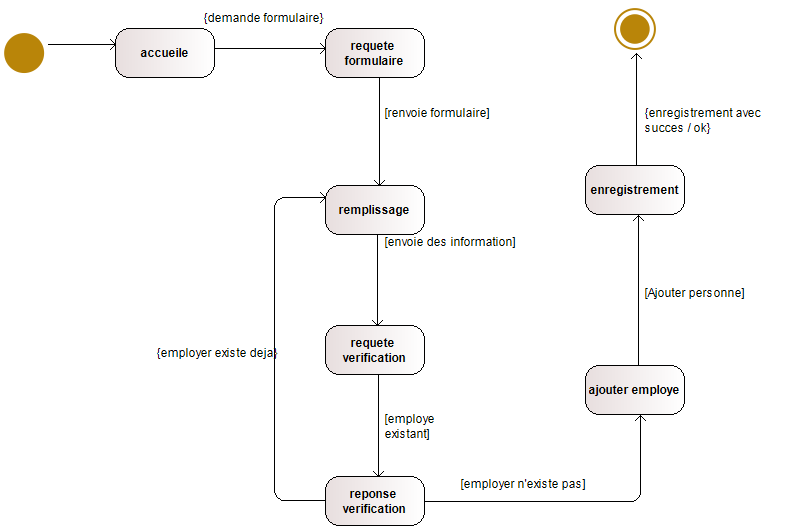 {demande formulaire}
accueile
requete
formulaire
[renvoie formulaire]
{enregistrement avec
succes / ok}
enregistrement
remplissage
[envoie des information]
[Ajouter personne]
requete
verification
{employer existe deja}
ajouter employe
[employe
existant]
[employer n'existe pas]
reponse
verification